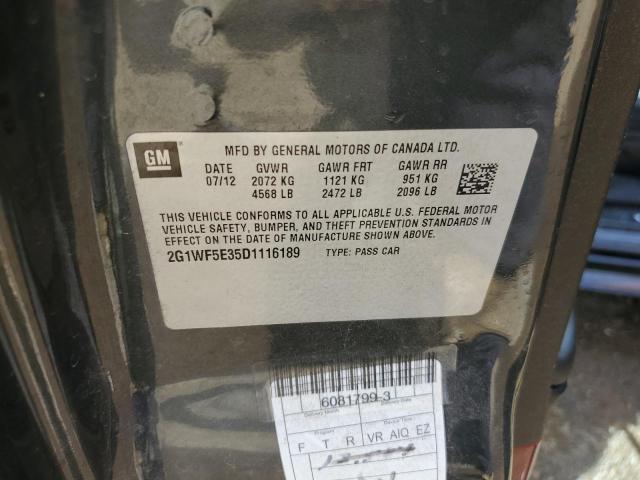 GM
MFD BY GENERAL MOTORS OF CANADA LTD.
DATE GVWR GAWR FRT GAWR RR
07/12 2072 KG 1121 KG 951 KG
4568 LB 2472 LB 2096 LB
THIS VEHICLE CONFORMS TO ALL APPLICABLE U.S. FEDERAL MOTOR
VEHICLE SAFETY, BUMPER, AND THEFT PREVENTION STANDARDS IN
EFFECT ON THE DATE OF MANUFACTURE SHOWN ABOVE.
2G1WF5E35D1116189 TYPE: PASS CAR
6081799-3
F T R VR AIQ EZ